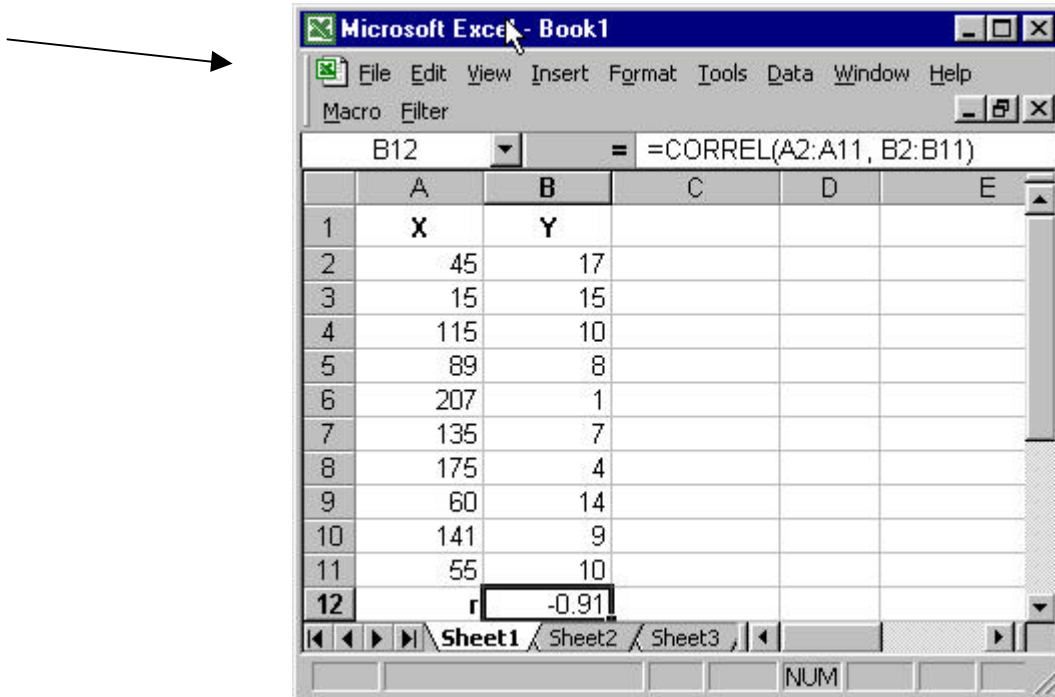 Microsoft Excel - Book1
File Edit View Insert Format Tools Data Window Help
Macro Filter
B12 = =CORREL(A2:A11, B2:B11)
A B C D E
1 X Y
2 45 17
3 15 15
4 115 10
5 89 8
6 207 1
7 135 7
8 175 4
9 60 14
10 141 9
11 55 10
12 r -0.91
Sheet1 Sheet2 Sheet3
NUM